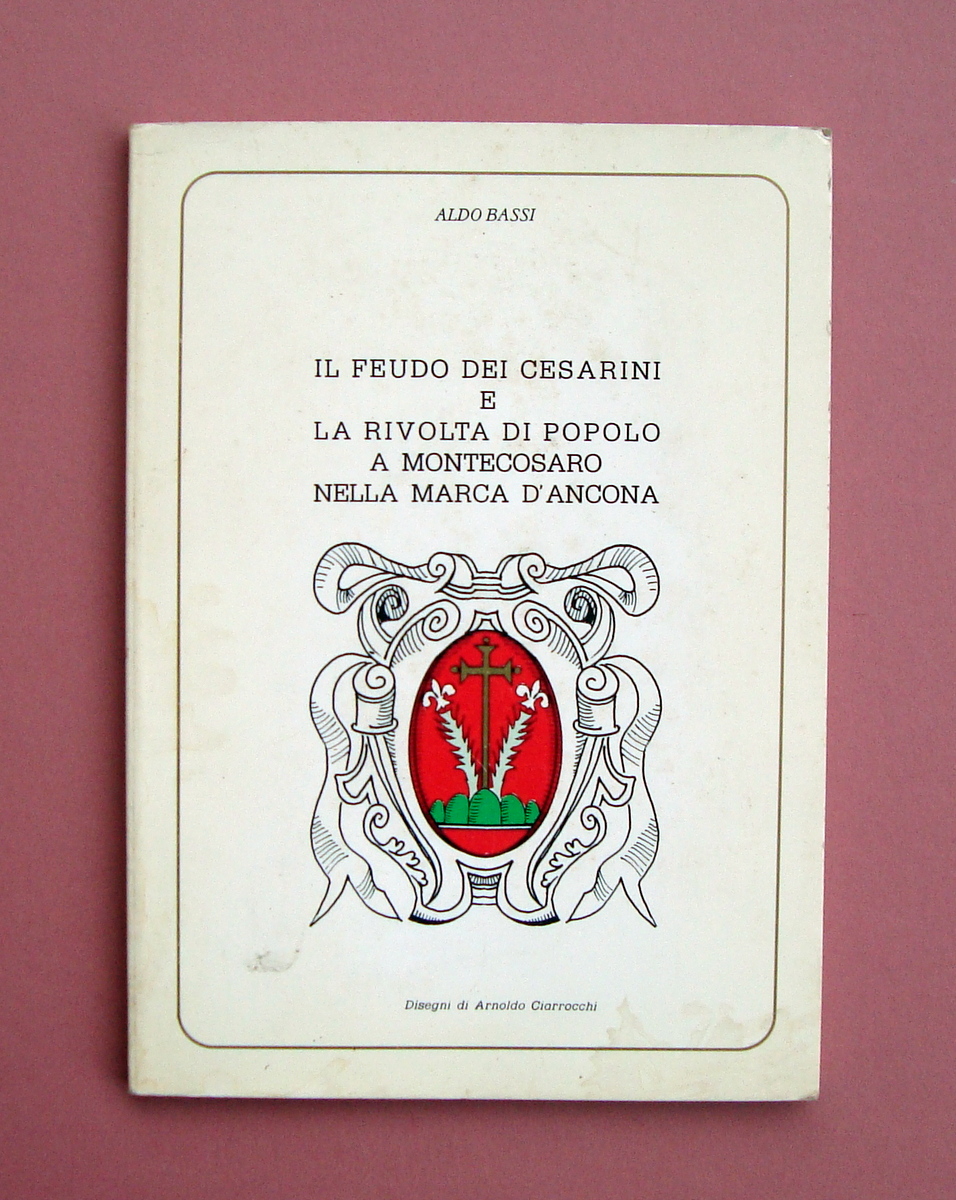 ALDO BASSI
IL FEUDO DEI CESARINI
E
LA RIVOLTA DI POPOLO
A MONTECOSARO
NELLA MARCA D'ANCONA
Disegni di Arnoldo Ciarrocchi